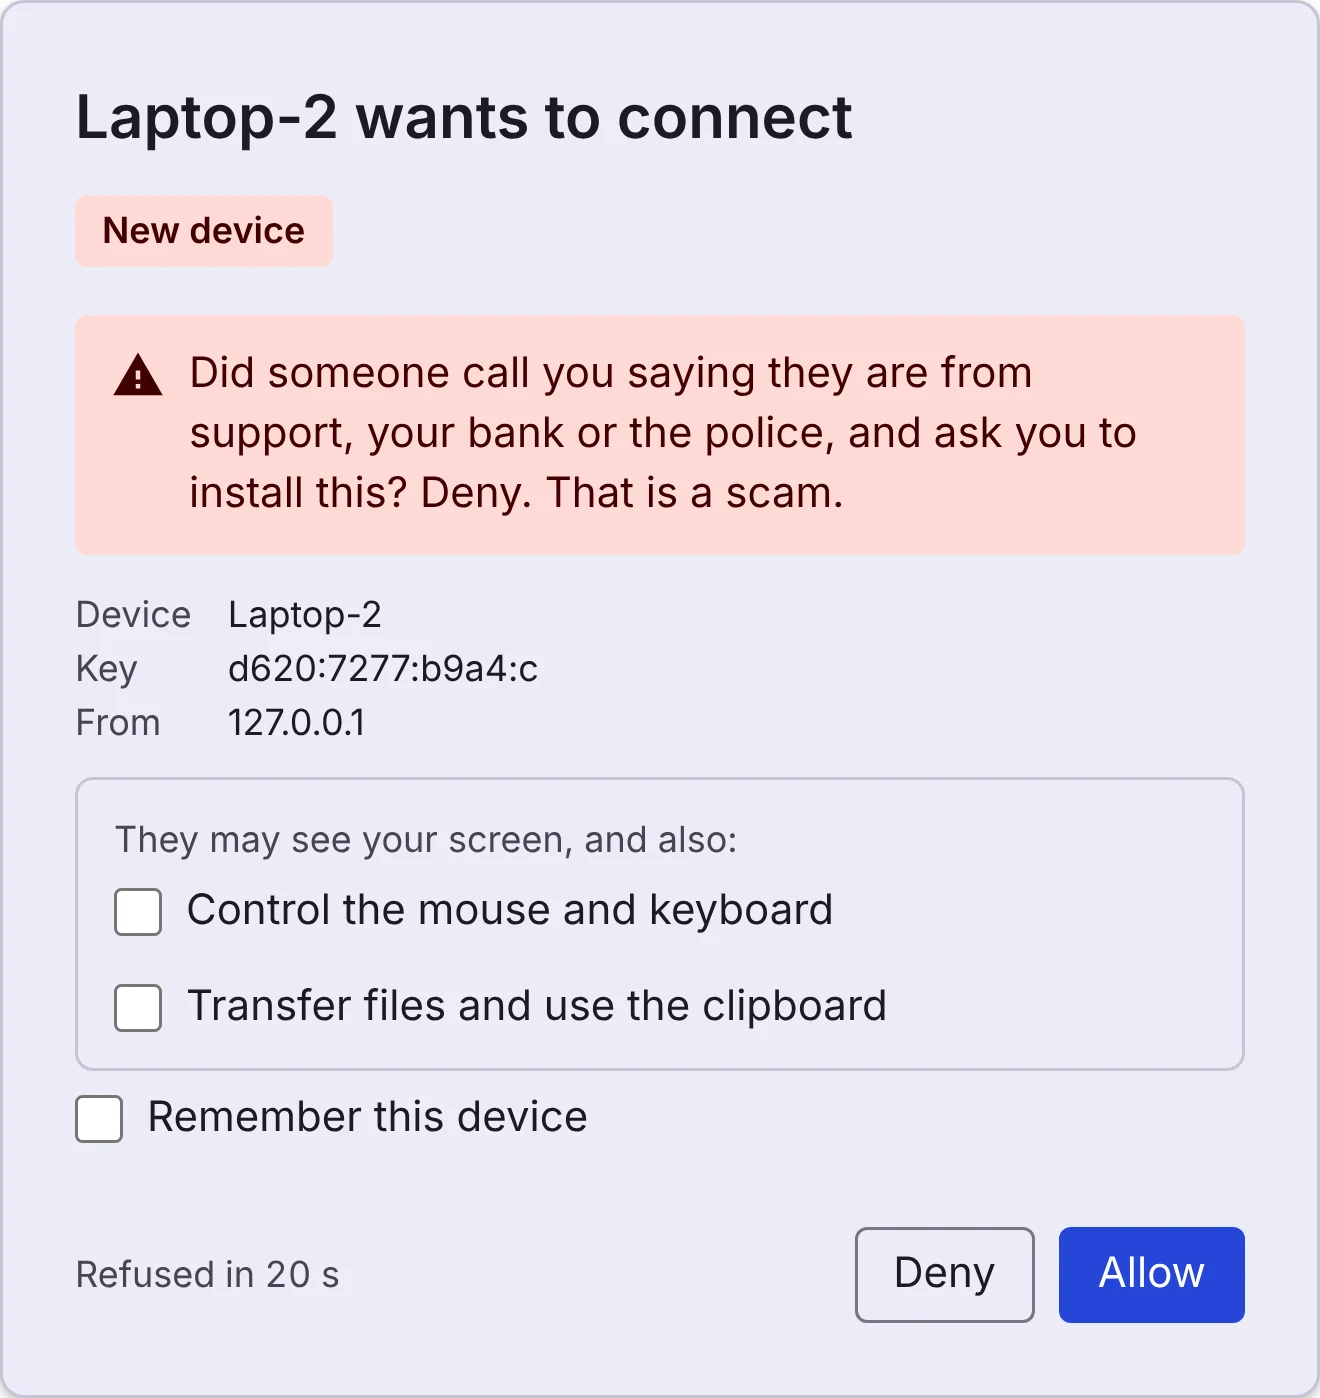 Laptop-2 wants to connect
New device
Did someone call you saying they are from
support, your bank or the police, and ask you to
install this? Deny. That is a scam.
Device Laptop-2
Key d620:7277:b9a4:c
From 127.0.0.1
They may see your screen, and also:
Control the mouse and keyboard
Transfer files and use the clipboard
Remember this device
Refused in 20 s Deny Allow